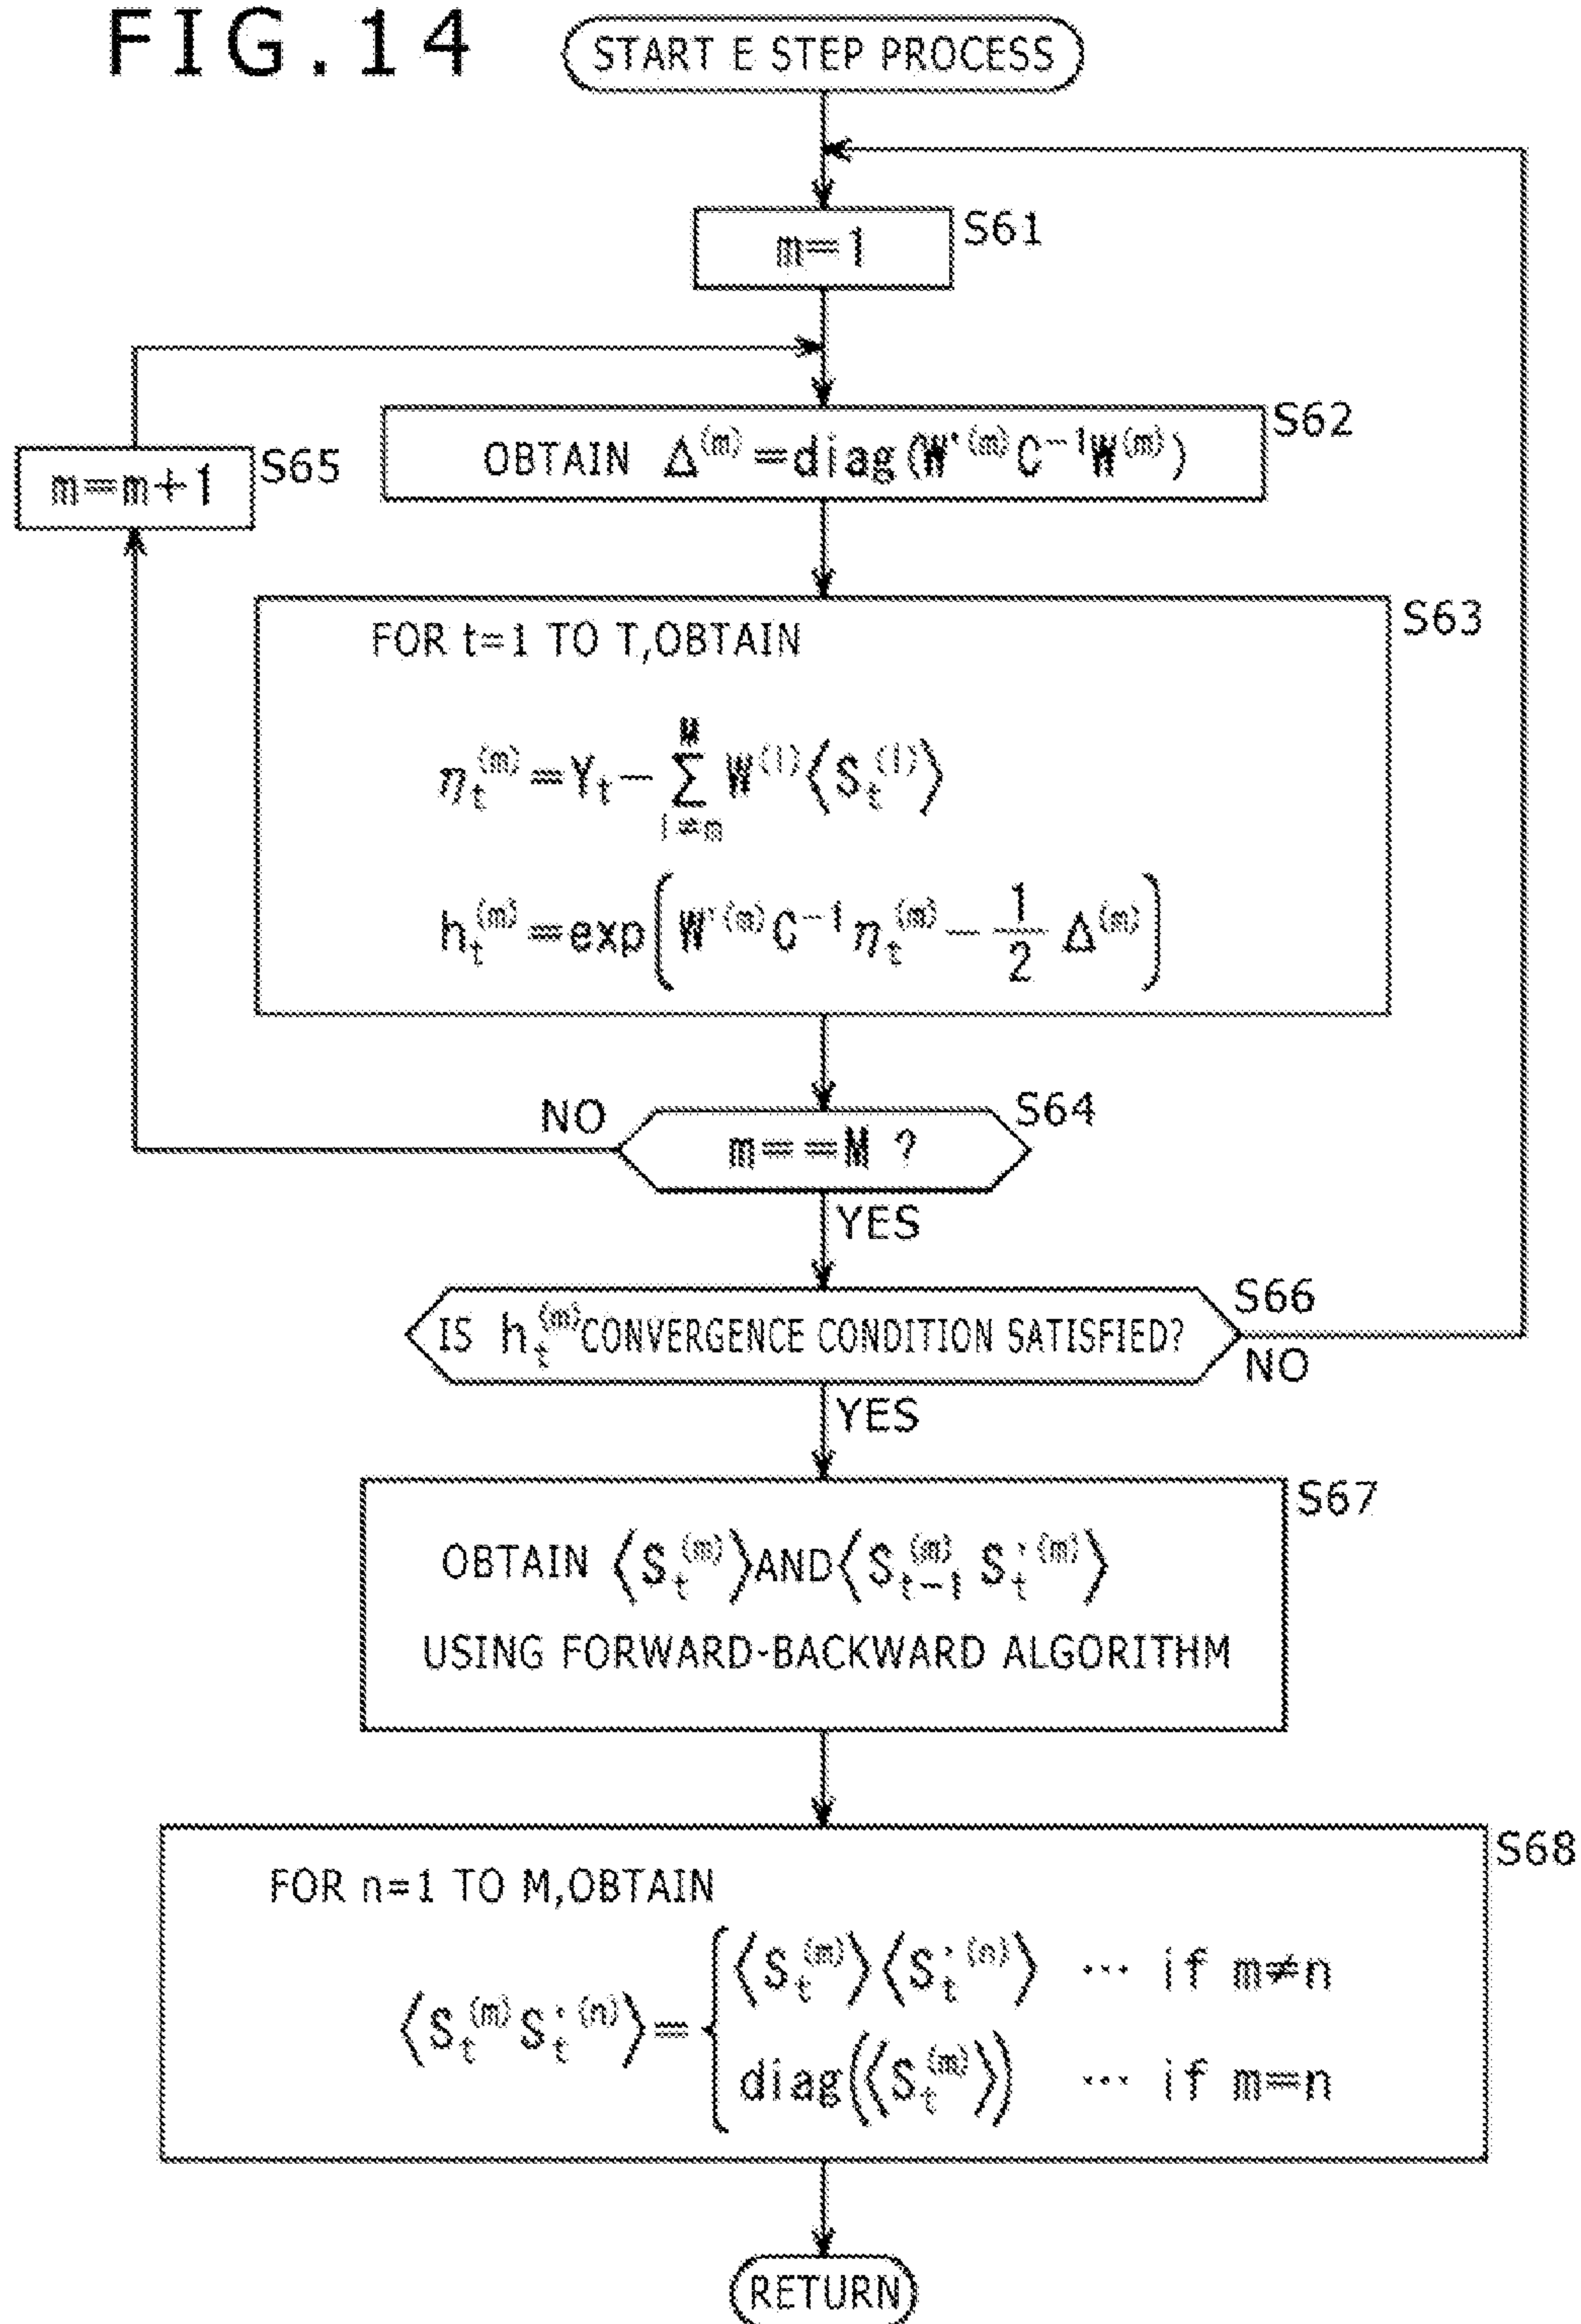 FIG.14
START E STEP PROCESS
m=1
S61
OBTAIN Δ^(m)=diag(W'^(m)C^-1W^(m))
S62
m=m+1
S65
FOR t=1 TO T,OBTAIN
S63
η_t^(m)=Y_t-∑_{l≠m}^{M}W^(l)⟨S_t^(l)⟩
h_t^(m)=exp(W'^(m)C^-1η_t^(m)-1/2Δ^(m))
NO
m==M ?
S64
YES
IS h_t^(m) CONVERGENCE CONDITION SATISFIED?
S66
NO
YES
S67
OBTAIN ⟨S_t^(m)⟩AND⟨S_{t-1}^(m) S_t'^(m)⟩
USING FORWARD-BACKWARD ALGORITHM
S68
FOR n=1 TO M,OBTAIN
⟨S_t^(m)S_t'^(n)⟩={⟨S_t^(m)⟩⟨S_t'^(n)⟩ ··· if m≠n
diag(⟨S_t^(m)⟩) ··· if m=n
RETURN